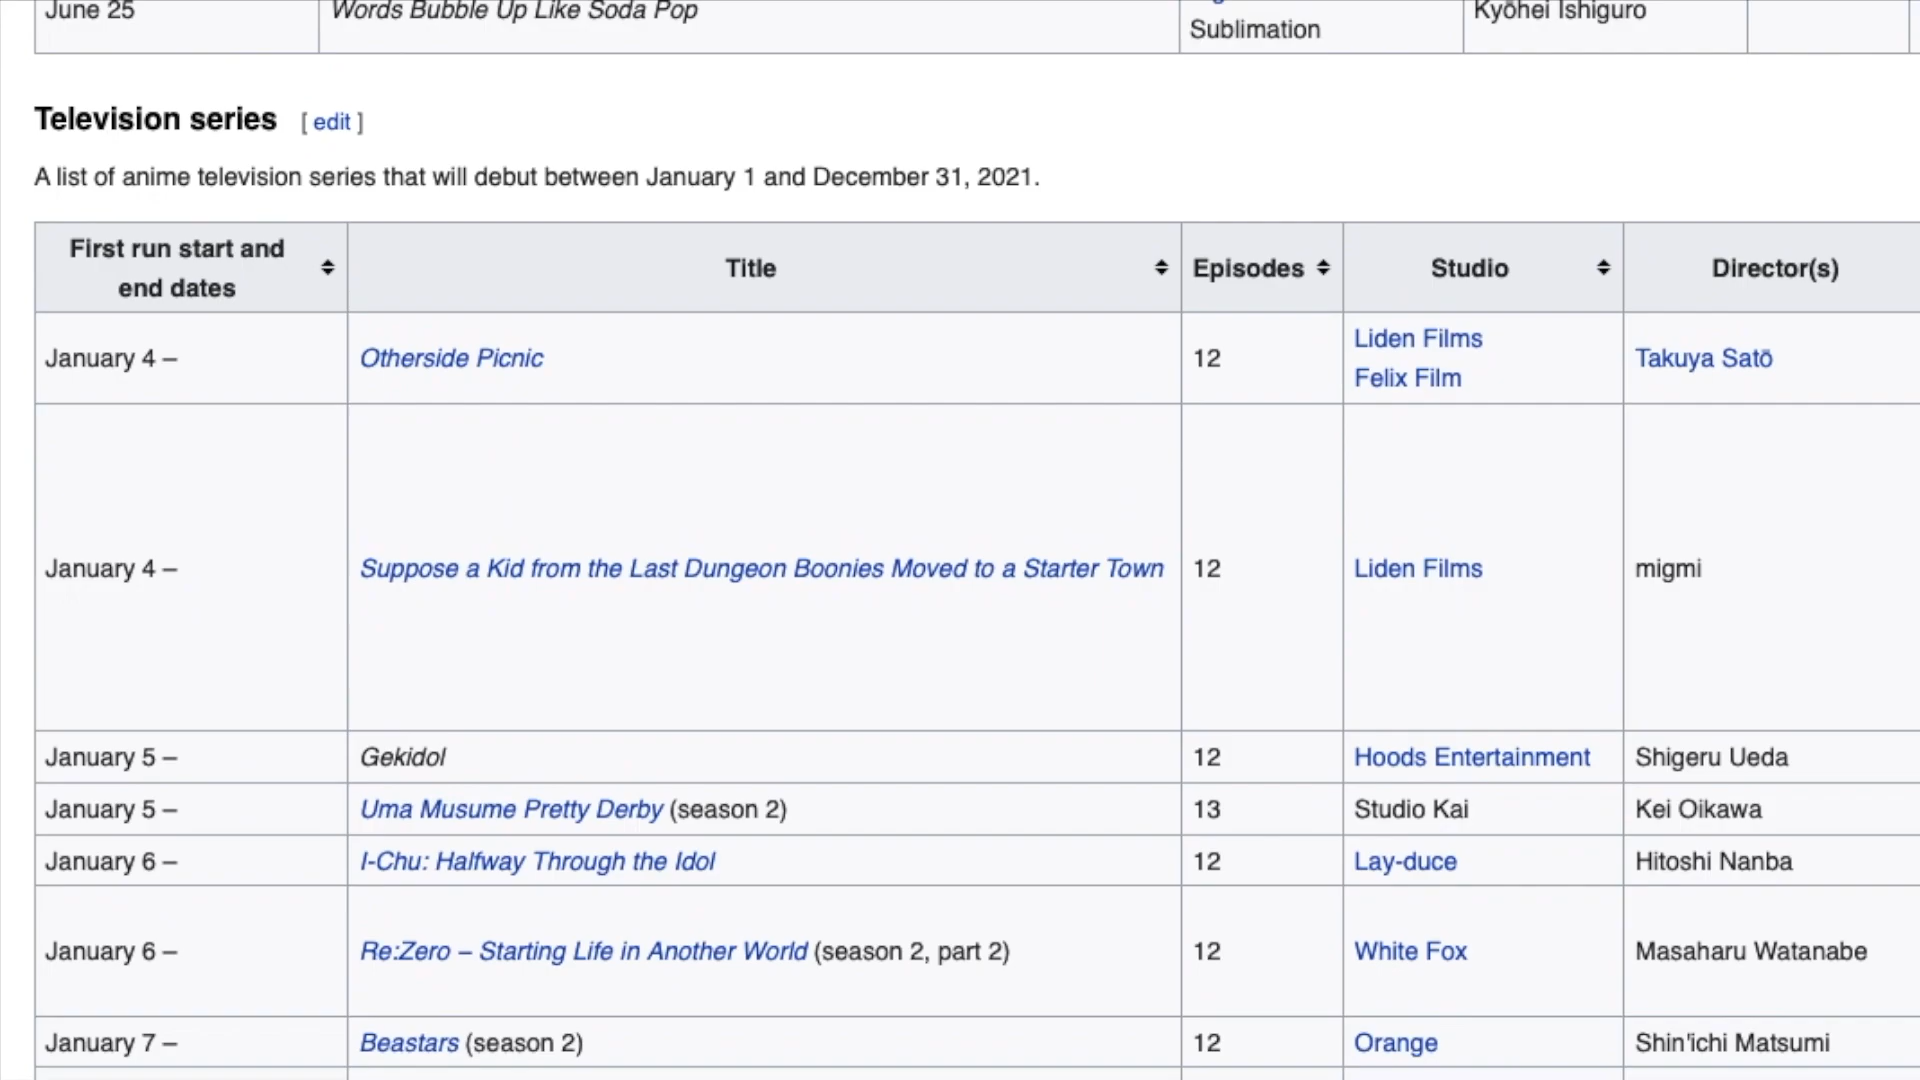 June 25 Words Bubble Up Like Soda Pop Kyōhei Ishiguro
Sublimation
Television series [ edit ]
A list of anime television series that will debut between January 1 and December 31, 2021.
First run start and end dates Title Episodes Studio Director(s)
January 4 – Otherside Picnic 12 Liden Films Felix Film Takuya Satō
January 4 – Suppose a Kid from the Last Dungeon Boonies Moved to a Starter Town 12 Liden Films migmi
January 5 – Gekidol 12 Hoods Entertainment Shigeru Ueda
January 5 – Uma Musume Pretty Derby (season 2) 13 Studio Kai Kei Oikawa
January 6 – I-Chu: Halfway Through the Idol 12 Lay-duce Hitoshi Nanba
January 6 – Re:Zero – Starting Life in Another World (season 2, part 2) 12 White Fox Masaharu Watanabe
January 7 – Beastars (season 2) 12 Orange Shin'ichi Matsumi